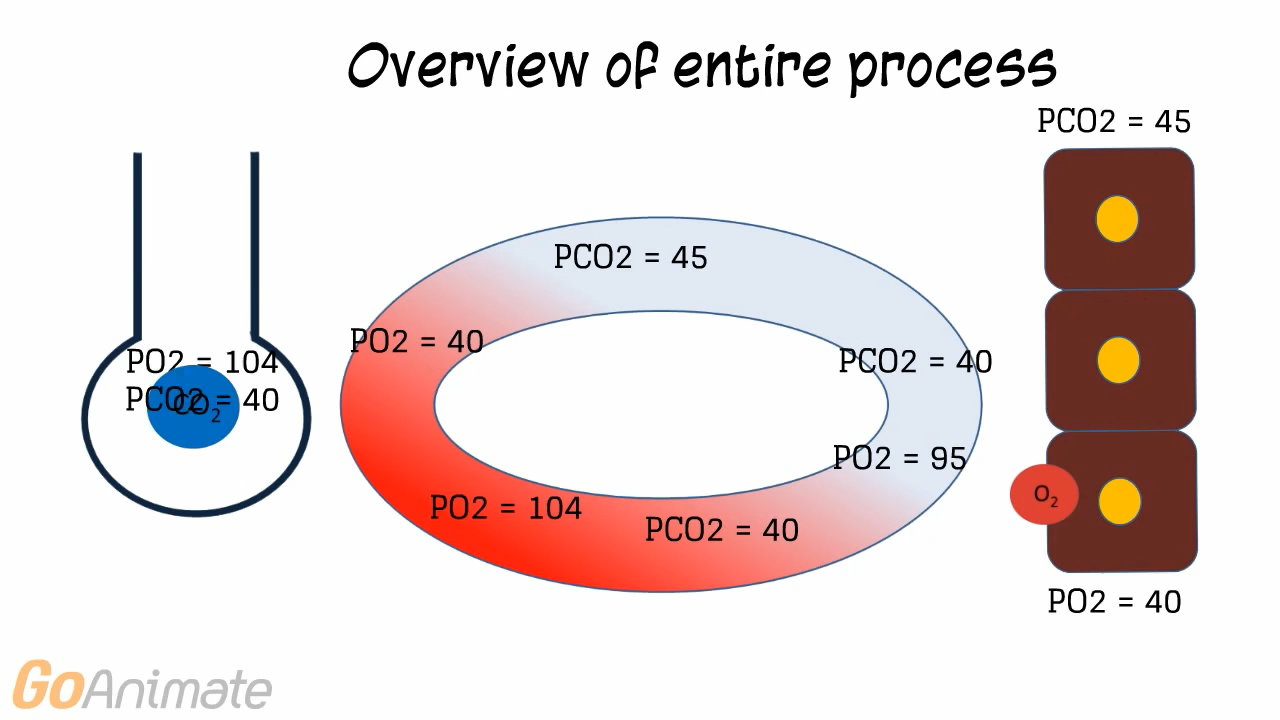 Overview of entire process
PCO2 = 45
PCO2 = 45
PO2 = 40
PO2 = 104
PCO2 = 40
CO₂
PCO2 = 40
PO2 = 95
PO2 = 104
PCO2 = 40
O₂
PO2 = 40
GoAnimate